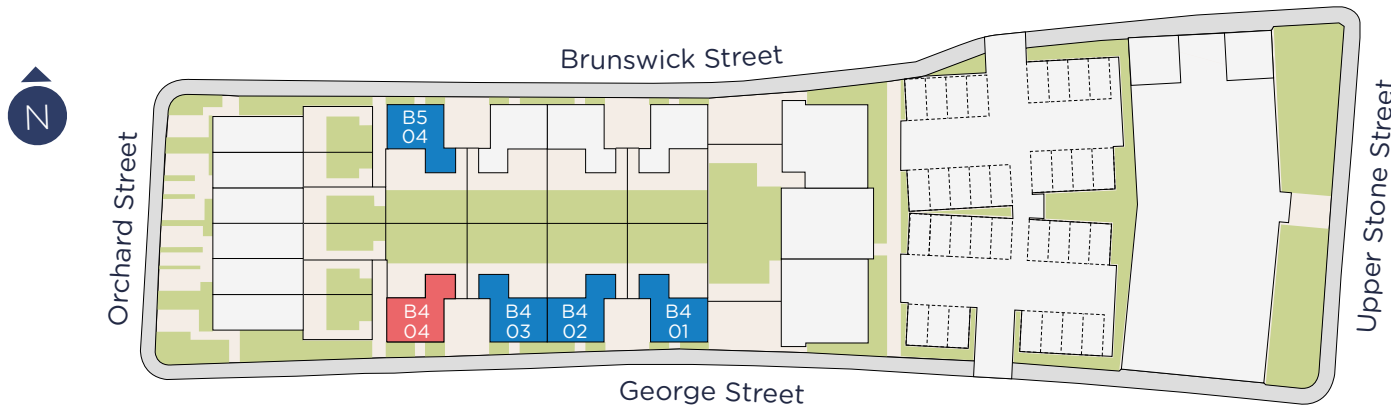 Brunswick Street
N
B5
04
Orchard Street
Upper Stone Street
B4
04
B4
03
B4
02
B4
01
George Street